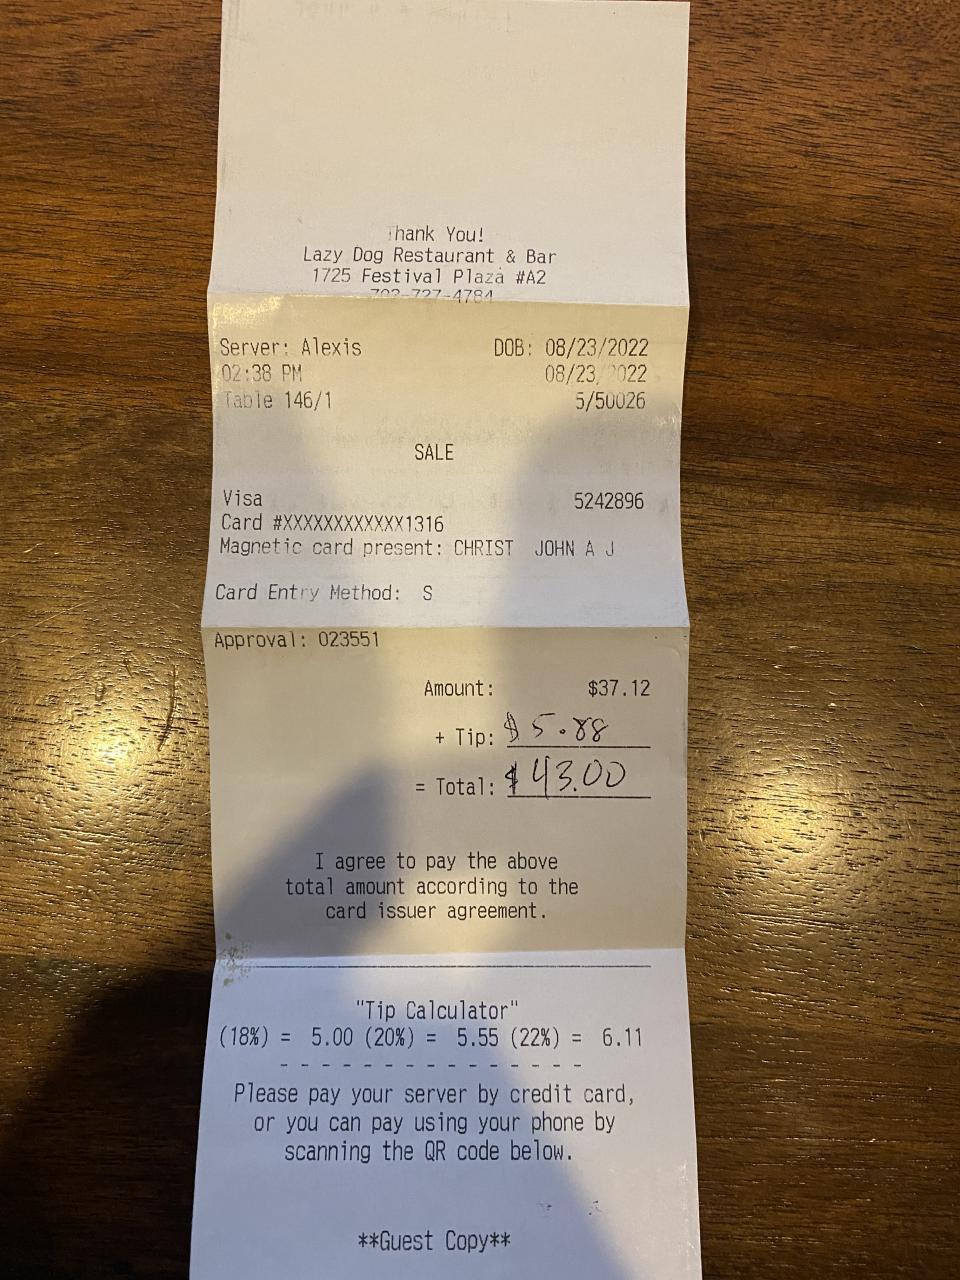 Thank You!
Lazy Dog Restaurant & Bar
1725 Festival Plaza #A2
702-727-4784
Server: Alexis DOB: 08/23/2022
02:38 PM 08/23/2022
Table 146/1 5/50026
SALE
Visa 5242896
Card #XXXXXXXXXXXX1316
Magnetic card present: CHRIST JOHN A J
Card Entry Method: S
Approval: 023551
Amount: $37.12
+ Tip: $5.88
= Total: $43.00
I agree to pay the above
total amount according to the
card issuer agreement.
"Tip Calculator"
(18%) = 5.00 (20%) = 5.55 (22%) = 6.11
- - - - - - - - - - - - - - -
Please pay your server by credit card,
or you can pay using your phone by
scanning the QR code below.
**Guest Copy**